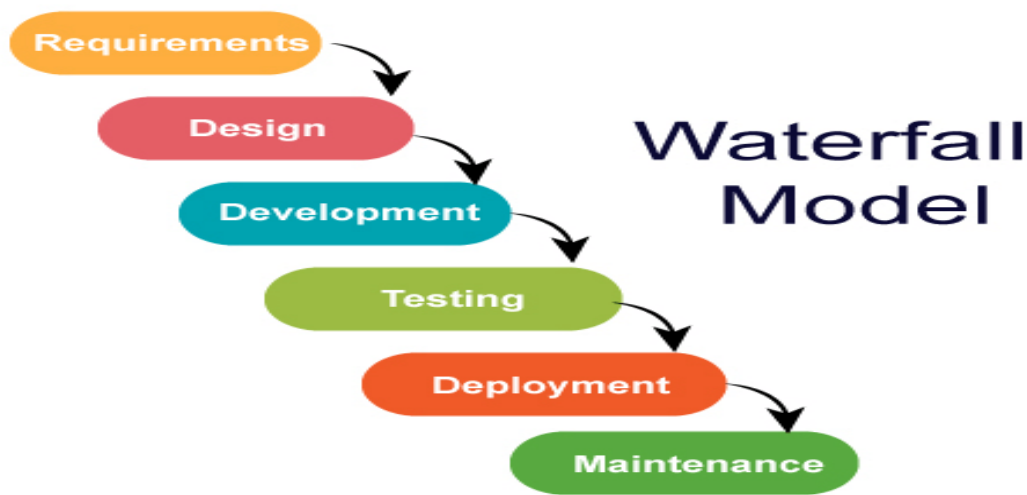 Requirements
Design
Waterfall
Model
Development
Testing
Deployment
Maintenance